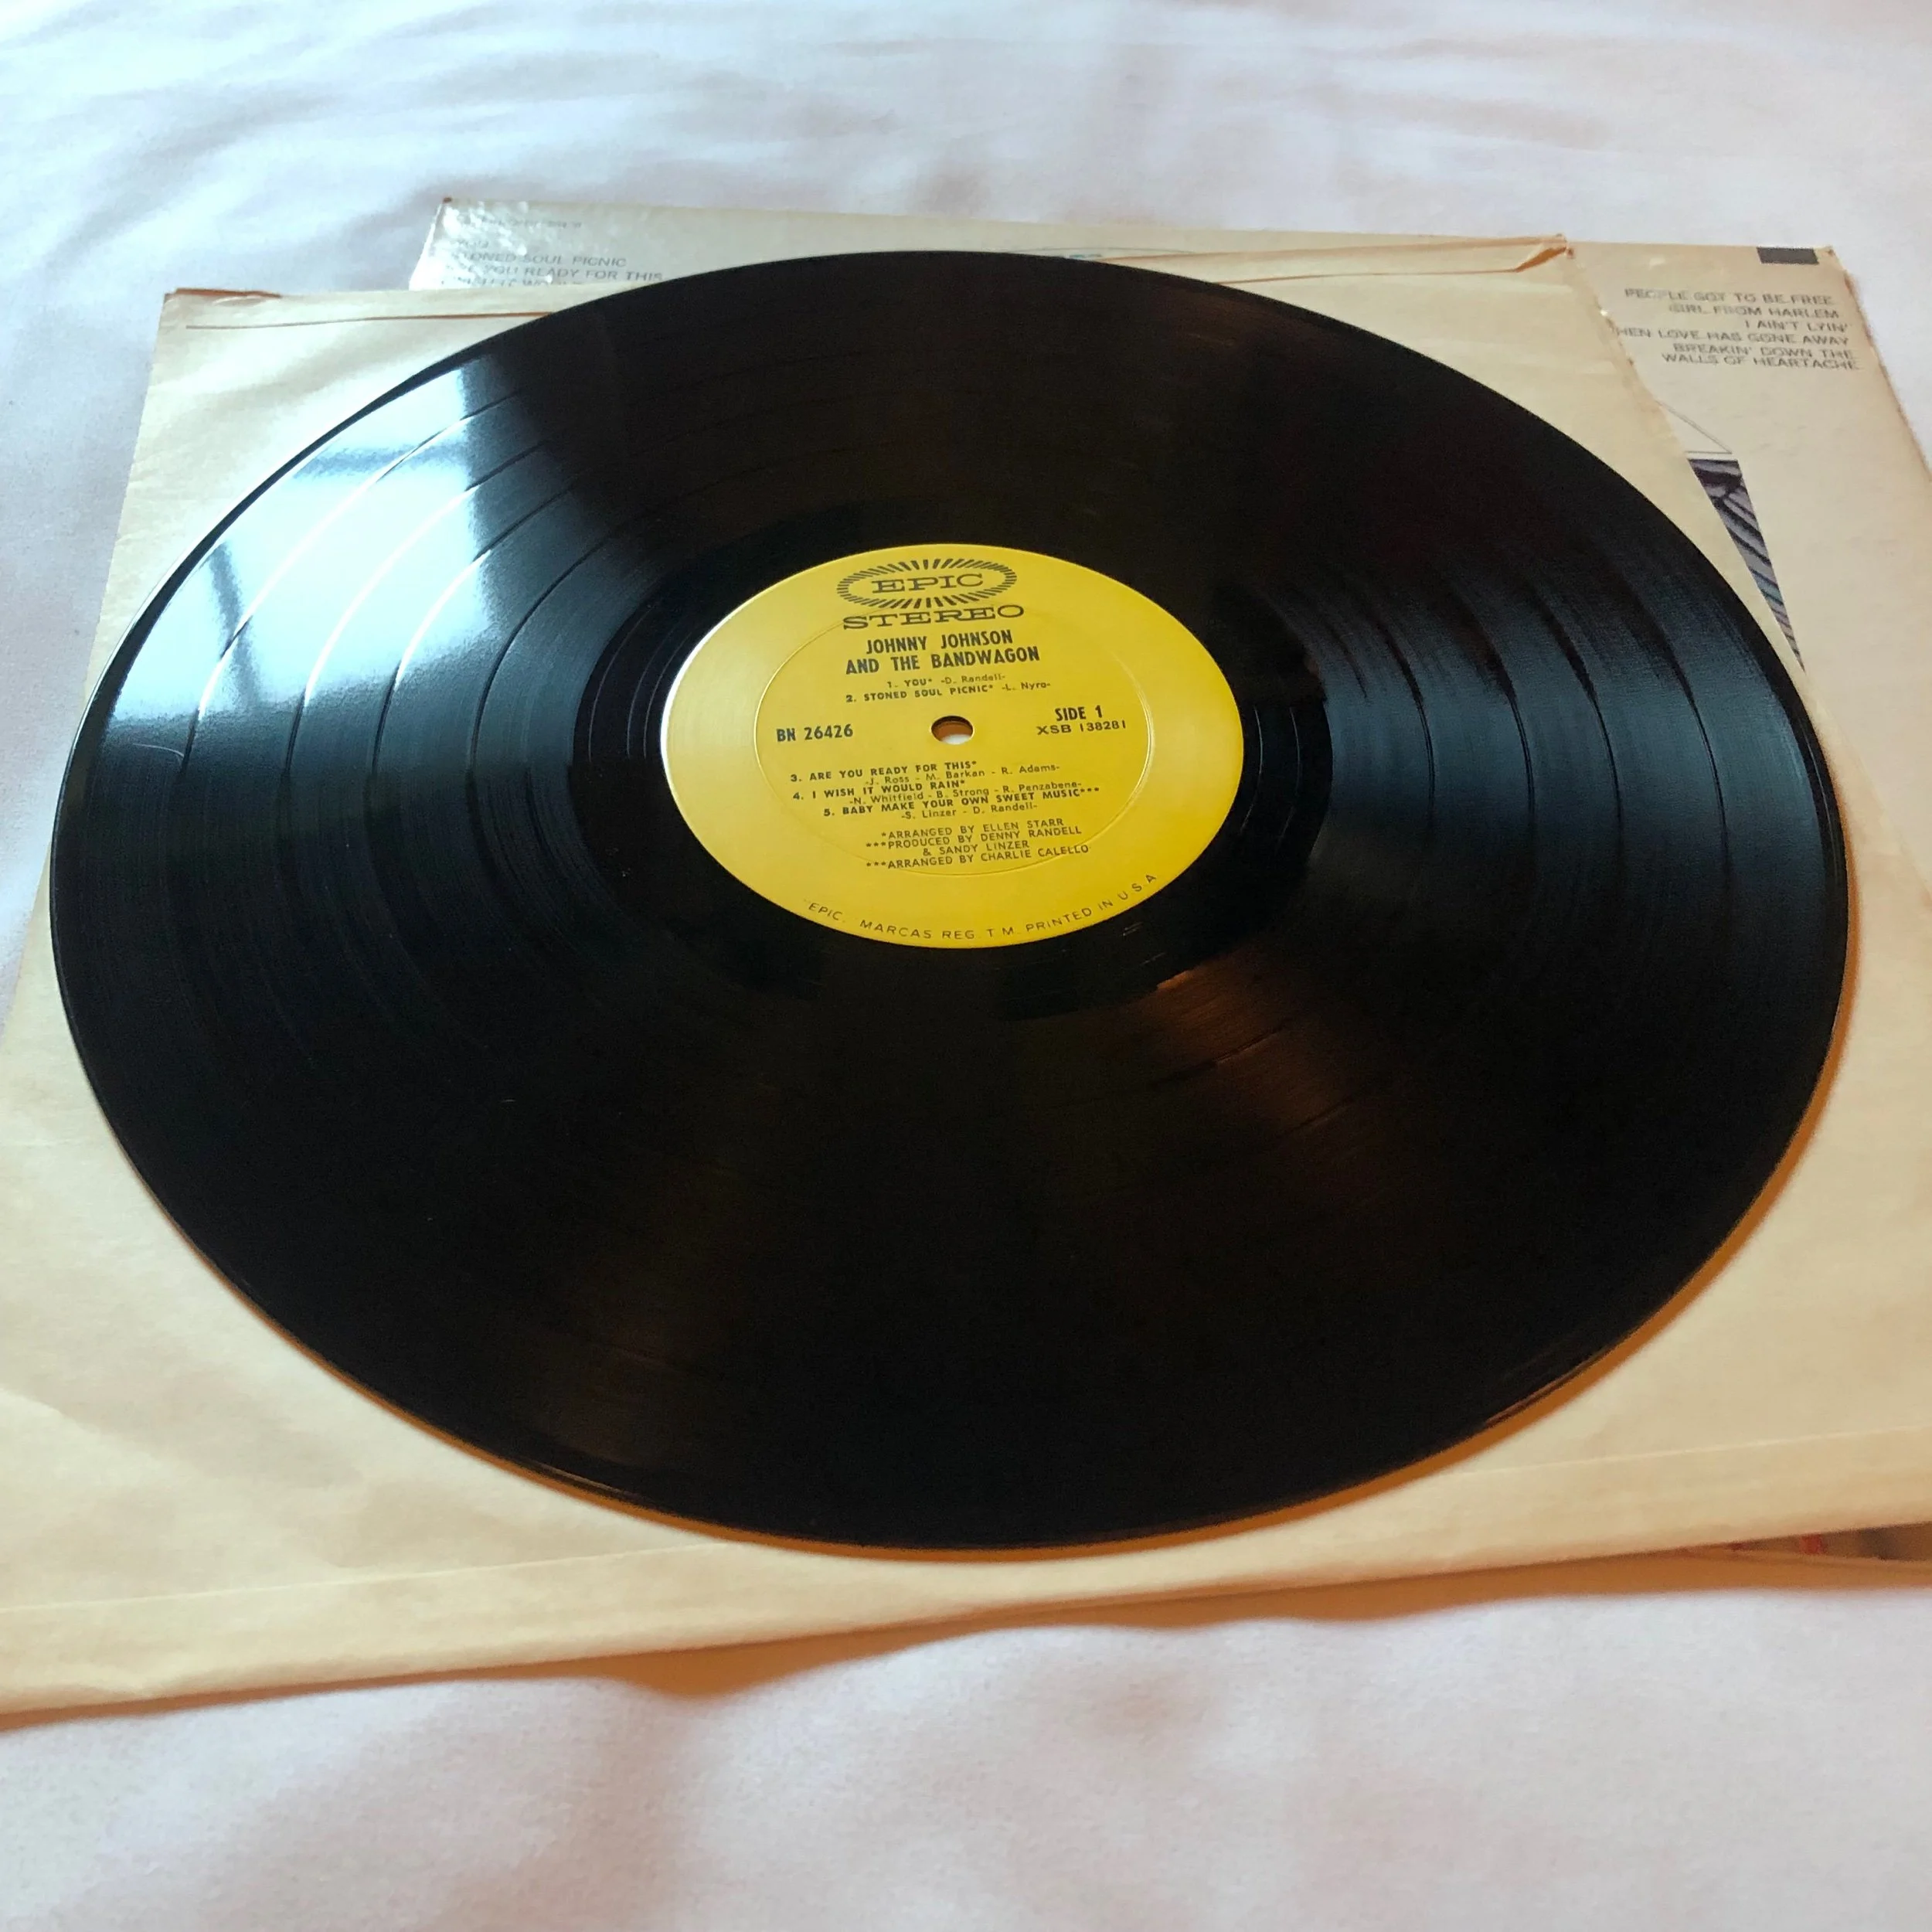 STONED SOUL PICNIC
YOU READY FOR THIS
PEOPLE GOT TO BE FREE
GIRL FROM HARLEM
I AIN'T LYIN'
LOVE HAS GONE AWAY
BREAKIN' DOWN THE
WALLS OF HEARTACHE
EPIC
STEREO
JOHNNY JOHNSON
AND THE BANDWAGON
1. YOU* -D. Randell-
2. STONED SOUL PICNIC* -L. Nyro-
BN 26426
SIDE 1
XSB 138281
3. ARE YOU READY FOR THIS*
-J. Ross - M. Barkan - R. Adams-
4. I WISH IT WOULD RAIN*
-N. Whitfield - B. Strong - R. Penzabene-
5. BABY MAKE YOUR OWN SWEET MUSIC***
-S. Linzer - D. Randell-
*ARRANGED BY ELLEN STARR
***PRODUCED BY DENNY RANDELL
& SANDY LINZER
***ARRANGED BY CHARLIE CALELLO
"EPIC, MARCAS REG. T.M. PRINTED IN U.S.A